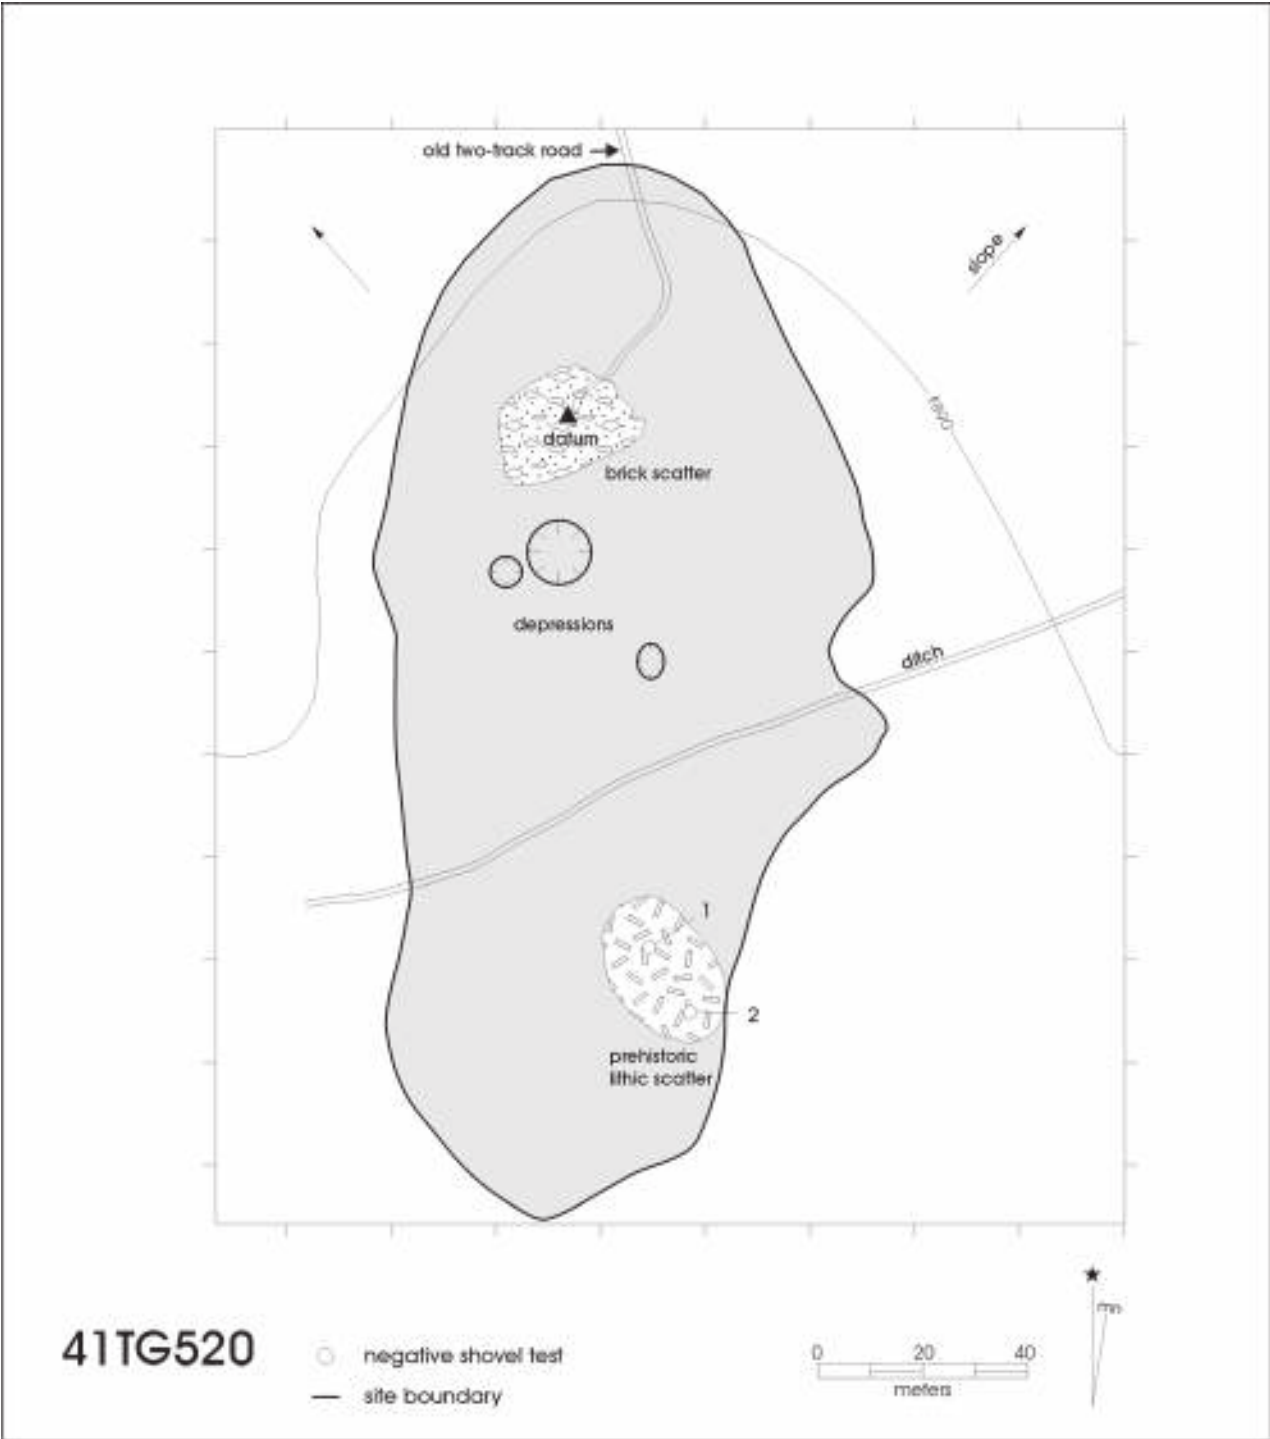 old two-track road
slope
datum
brick scatter
depressions
ditch
1
2
prehistoric
lithic scatter
mn
41TG520
negative shovel test
site boundary
0 20 40
meters